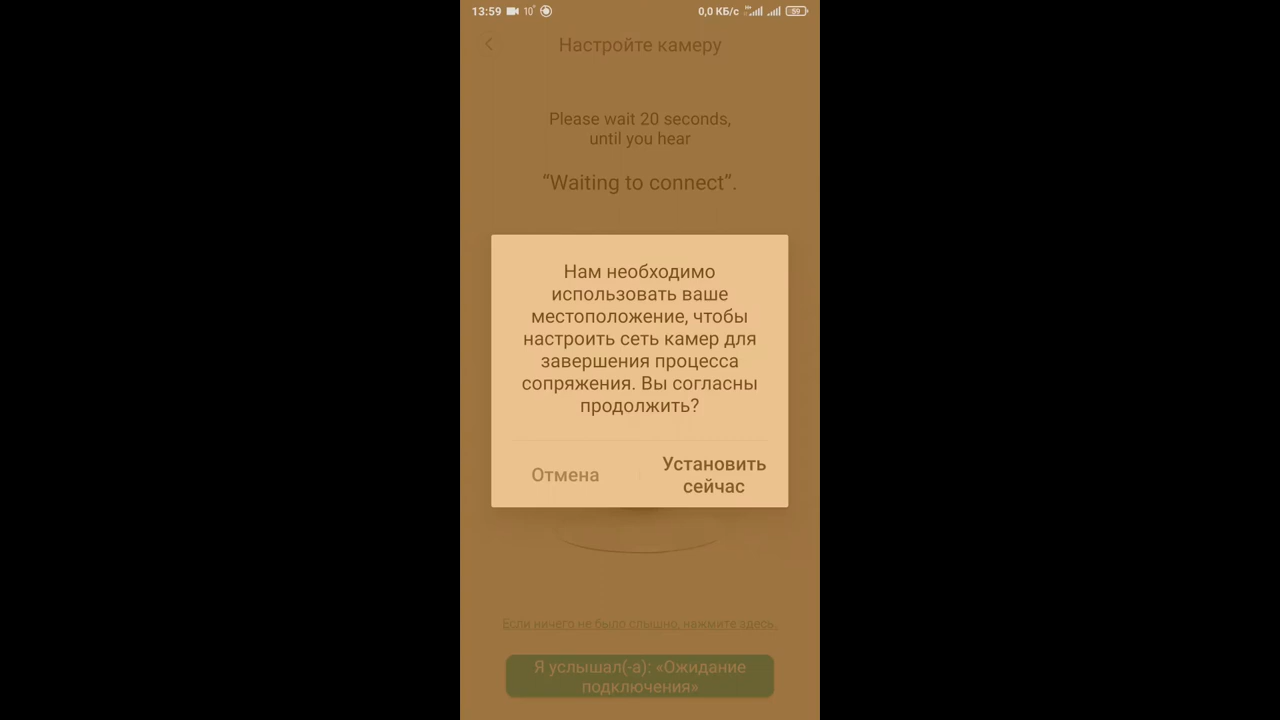 13:59 10° 0,0 КБ/с 59
Настройте камеру
Please wait 20 seconds,
until you hear
“Waiting to connect”.
Нам необходимо
использовать ваше
местоположение, чтобы
настроить сеть камер для
завершения процесса
сопряжения. Вы согласны
продолжить?
Отмена
Установить
сейчас
Если ничего не было слышно, нажмите здесь.
Я услышал(-а): «Ожидание
подключения»